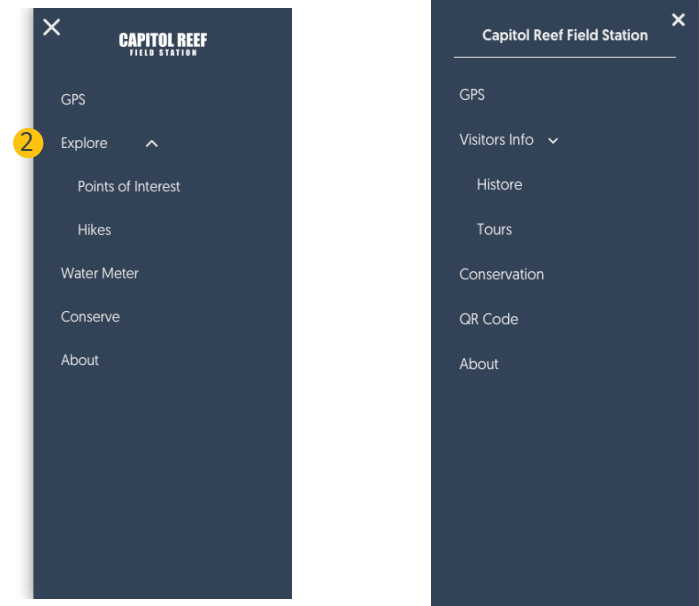 CAPITOL REEF
FIELD STATION
GPS
2
Explore
Points of Interest
Hikes
Water Meter
Conserve
About
Capitol Reef Field Station
GPS
Visitors Info
Histore
Tours
Conservation
QR Code
About